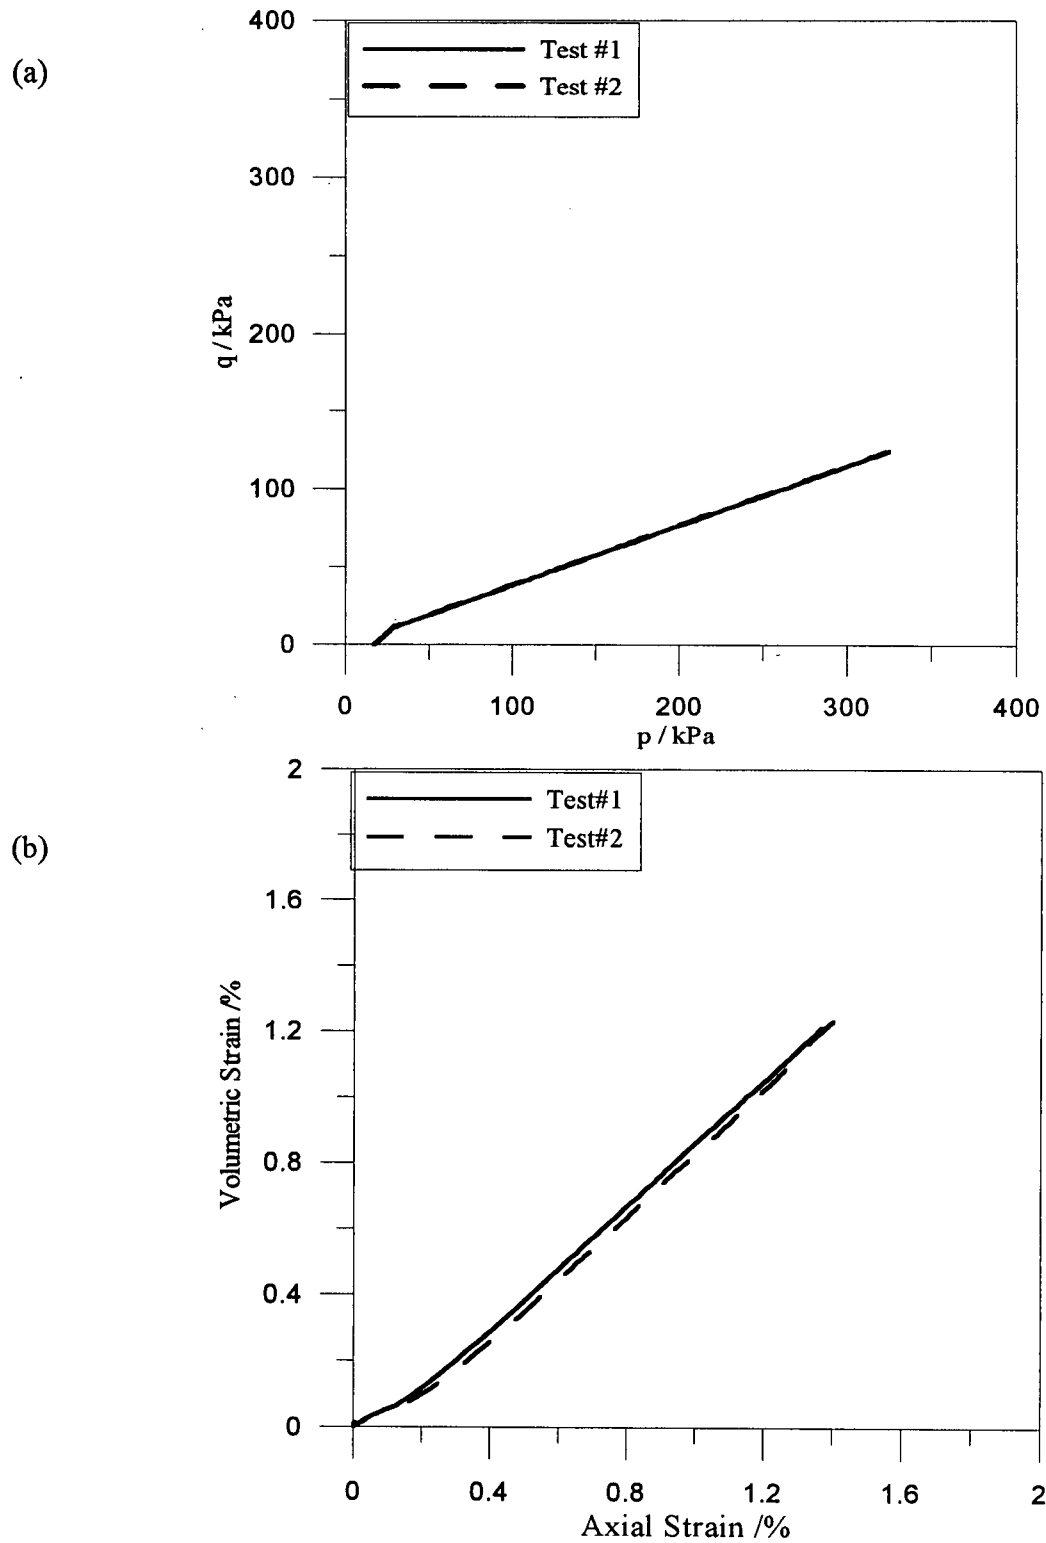 (a)
400
300
200
100
0
q / kPa
Test #1
Test #2
0 100 200 300 400
p / kPa
(b)
2
1.6
1.2
0.8
0.4
0
Volumetric Strain /%
Test#1
Test#2
0 0.4 0.8 1.2 1.6 2
Axial Strain /%